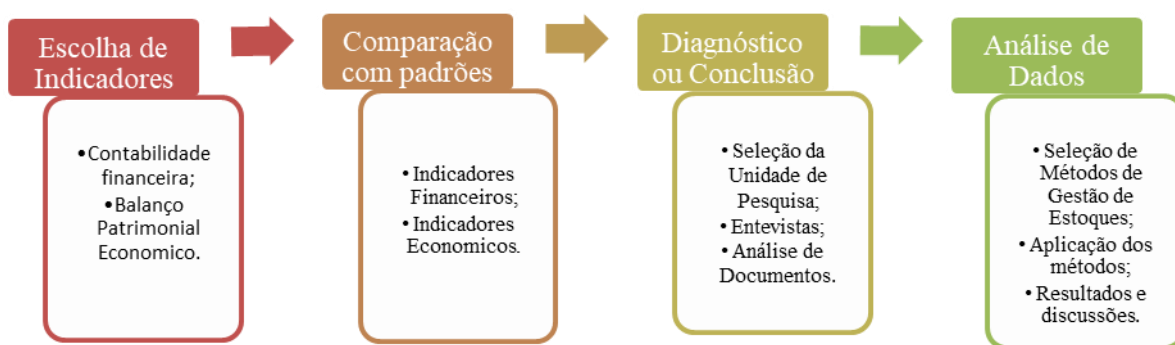 Escolha de
Indicadores
•Contabilidade
financeira;
•Balanço
Patrimonial
Economico.
Comparação
com padrões
• Indicadores
Financeiros;
• Indicadores
Economicos.
Diagnóstico
ou Conclusão
• Seleção da
Unidade de
Pesquisa;
• Entevistas;
• Análise de
Documentos.
Análise de
Dados
• Seleção de
Métodos de
Gestão de
Estoques;
• Aplicação dos
métodos;
• Resultados e
discussões.